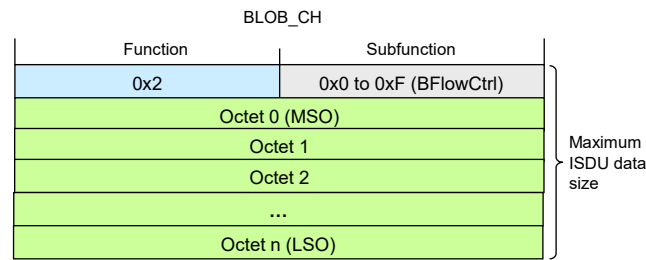 BLOB_CH
Function Subfunction
0x2 0x0 to 0xF (BFlowCtrl)
Octet 0 (MSO)
Octet 1
Octet 2
...
Octet n (LSO)
Maximum
ISDU data
size